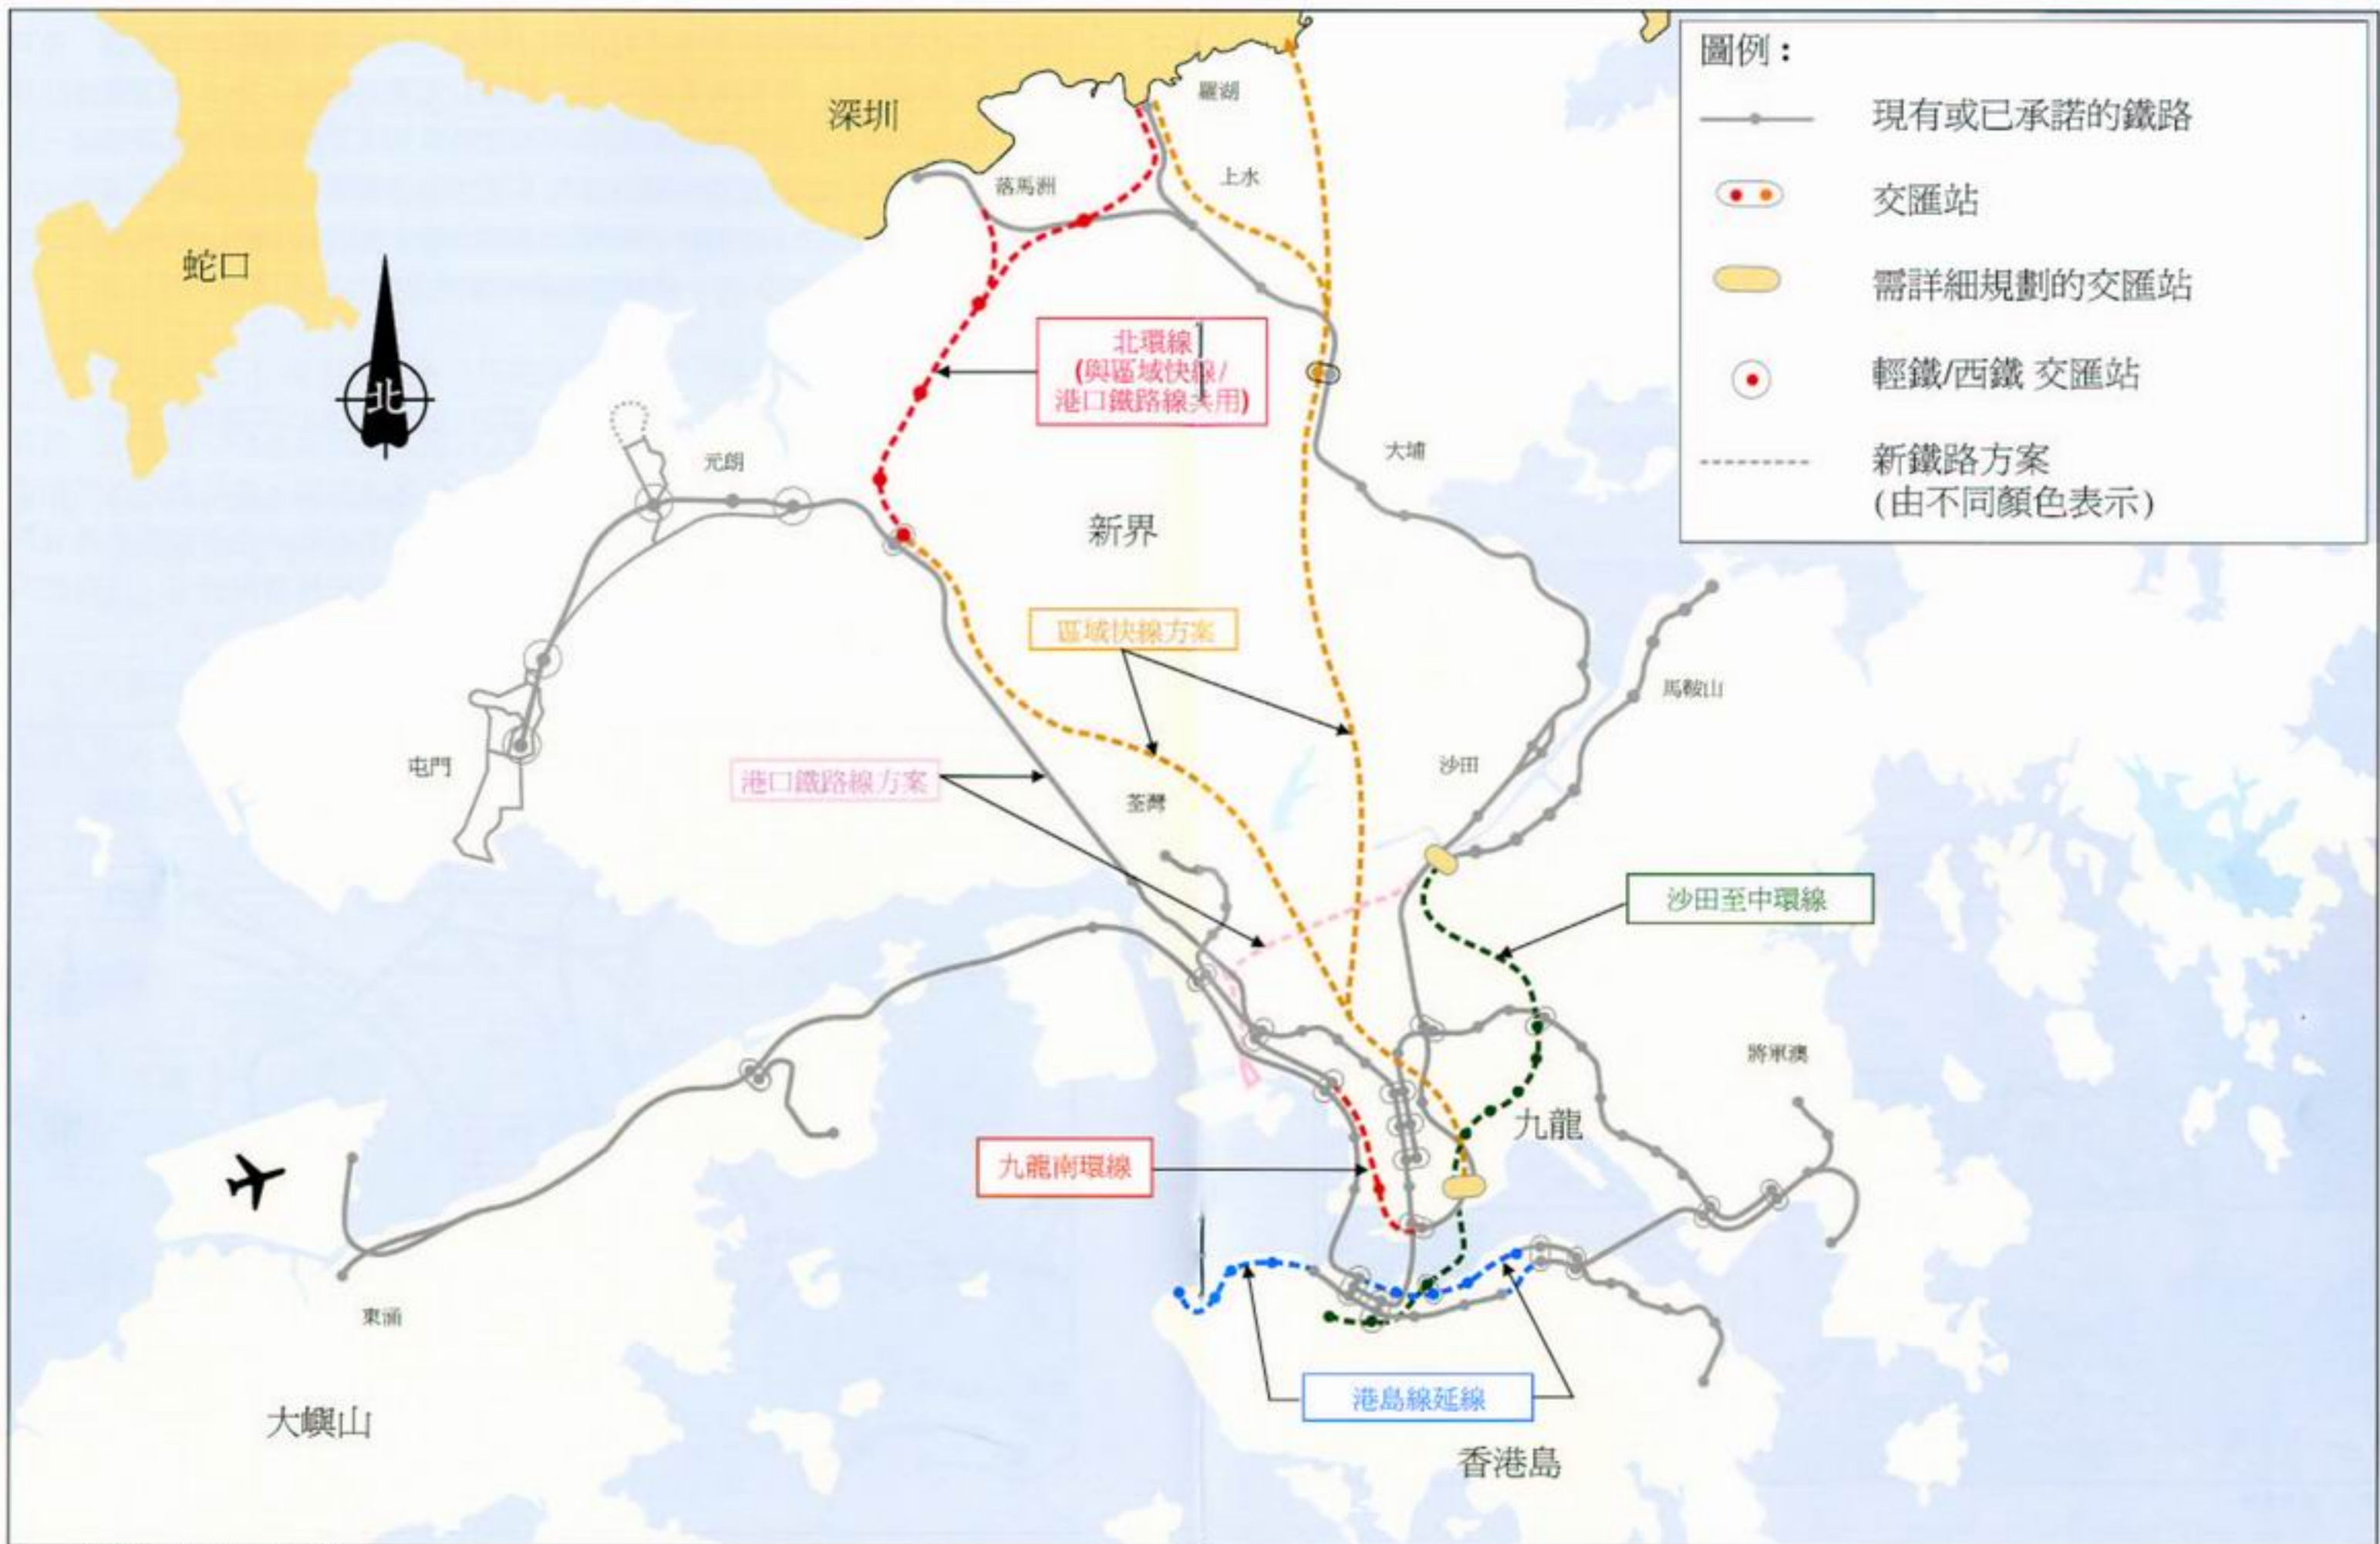 圖例：
現有或已承諾的鐵路
交匯站
需詳細規劃的交匯站
輕鐵/西鐵 交匯站
新鐵路方案
(由不同顏色表示)
深圳
羅湖
上水
落馬洲
蛇口
北
北環線
(與區域快線/
港口鐵路線共用)
元朗
大埔
新界
區域快線方案
馬鞍山
屯門
港口鐵路線方案
沙田
荃灣
沙田至中環線
將軍澳
九龍
九龍南環線
東涌
大嶼山
港島線延線
香港島